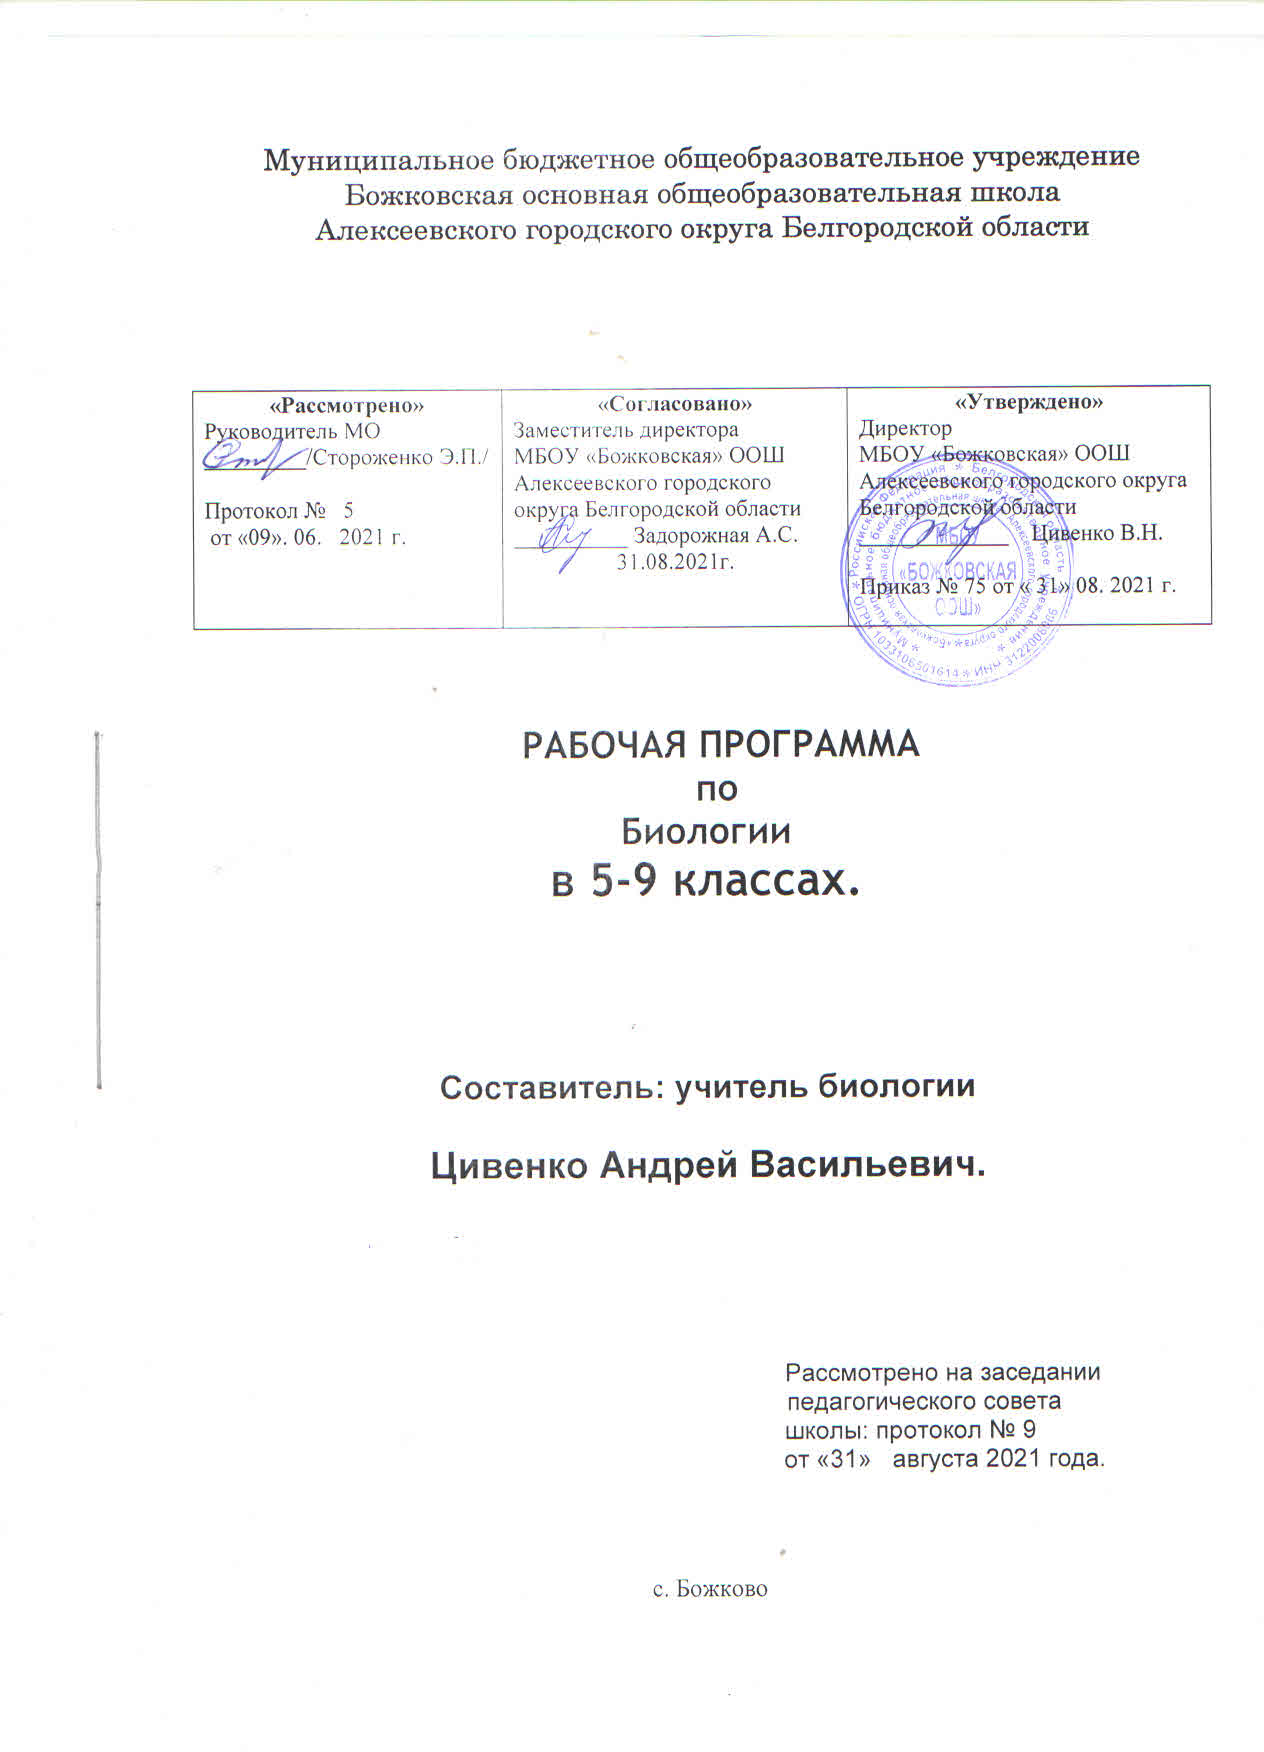 Муниципальное бюджетное общеобразовательное учреждение
Божковская основная общеобразовательная школа
Алексеевского городского округа Белгородской области
«Рассмотрено»
Руководитель МО
/Стороженко Э.П./
Протокол № 5
от «09». 06. 2021 г.
«Согласовано»
Заместитель директора
МБОУ «Божковская» ООШ
Алексеевского городского
округа Белгородской области
Задорожная А.С.
31.08.2021г.
«Утверждено»
Директор
МБОУ «Божковская» ООШ
Алексеевского городского округа
Белгородской области
Цивенко В.Н.
Приказ № 75 от « 31» 08. 2021 г.
МБОУ
«БОЖКОВСКАЯ
ООШ»
РАБОЧАЯ ПРОГРАММА
по
Биологии
в 5-9 классах.
Составитель: учитель биологии
Цивенко Андрей Васильевич.
Рассмотрено на заседании
педагогического совета
школы: протокол № 9
от «31» августа 2021 года.
с. Божково